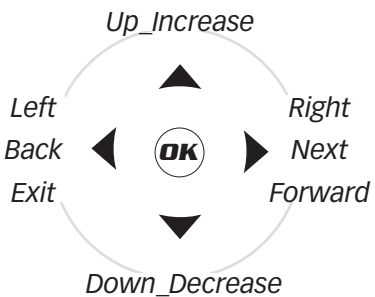 Up_Increase
Left
Back
Exit
OK
Right
Next
Forward
Down_Decrease